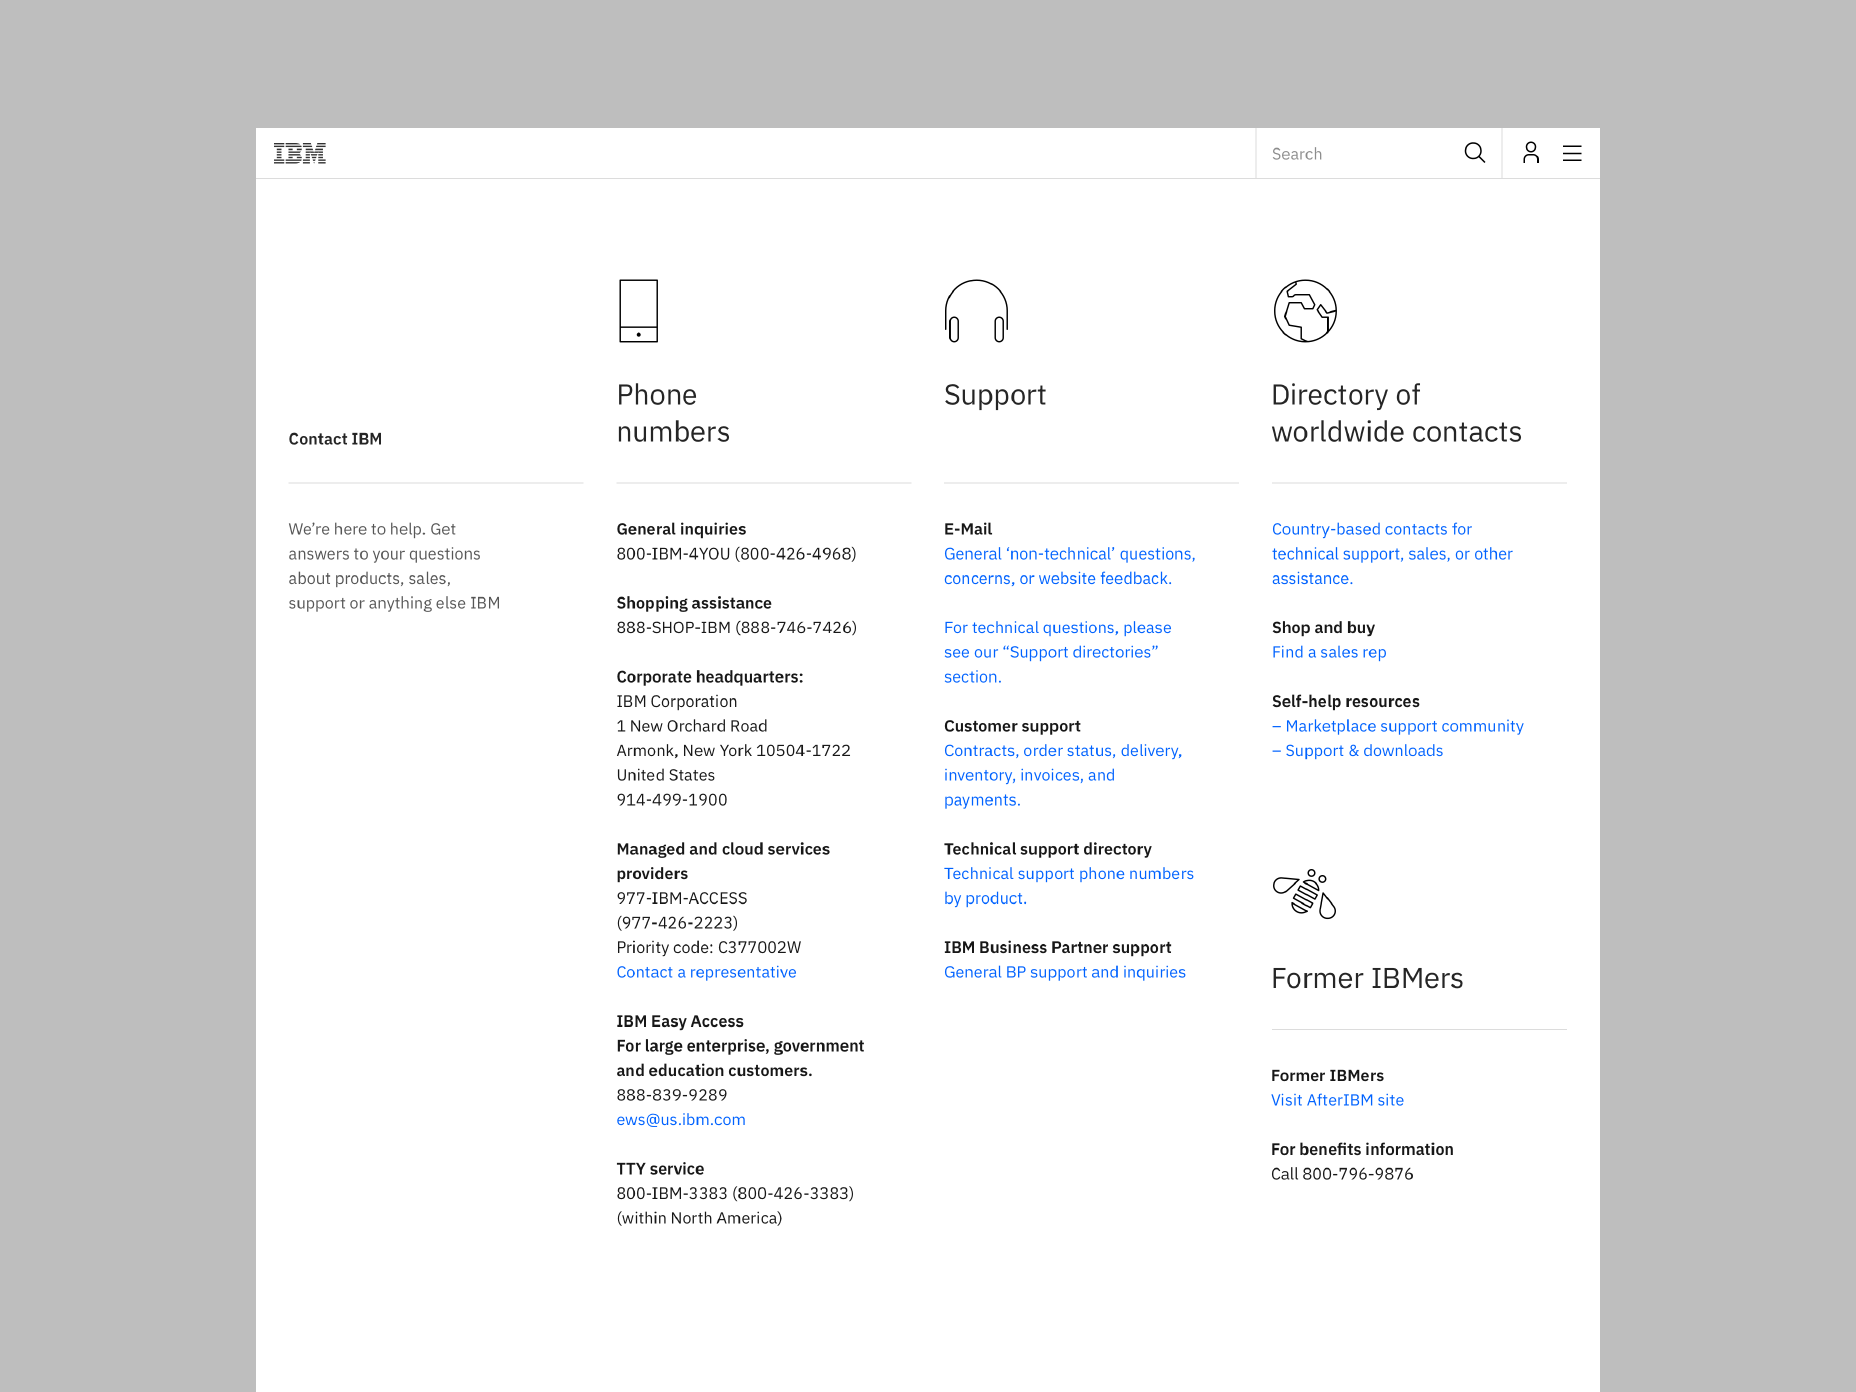 IBM
Search
Contact IBM
We’re here to help. Get
answers to your questions
about products, sales,
support or anything else IBM
Phone
numbers
General inquiries
800-IBM-4YOU (800-426-4968)
Shopping assistance
888-SHOP-IBM (888-746-7426)
Corporate headquarters:
IBM Corporation
1 New Orchard Road
Armonk, New York 10504-1722
United States
914-499-1900
Managed and cloud services
providers
977-IBM-ACCESS
(977-426-2223)
Priority code: C377002W
Contact a representative
IBM Easy Access
For large enterprise, government
and education customers.
888-839-9289
ews@us.ibm.com
TTY service
800-IBM-3383 (800-426-3383)
(within North America)
Support
E-Mail
General ‘non-technical’ questions,
concerns, or website feedback.
For technical questions, please
see our “Support directories”
section.
Customer support
Contracts, order status, delivery,
inventory, invoices, and
payments.
Technical support directory
Technical support phone numbers
by product.
IBM Business Partner support
General BP support and inquiries
Directory of
worldwide contacts
Country-based contacts for
technical support, sales, or other
assistance.
Shop and buy
Find a sales rep
Self-help resources
– Marketplace support community
– Support & downloads
Former IBMers
Former IBMers
Visit AfterIBM site
For benefits information
Call 800-796-9876